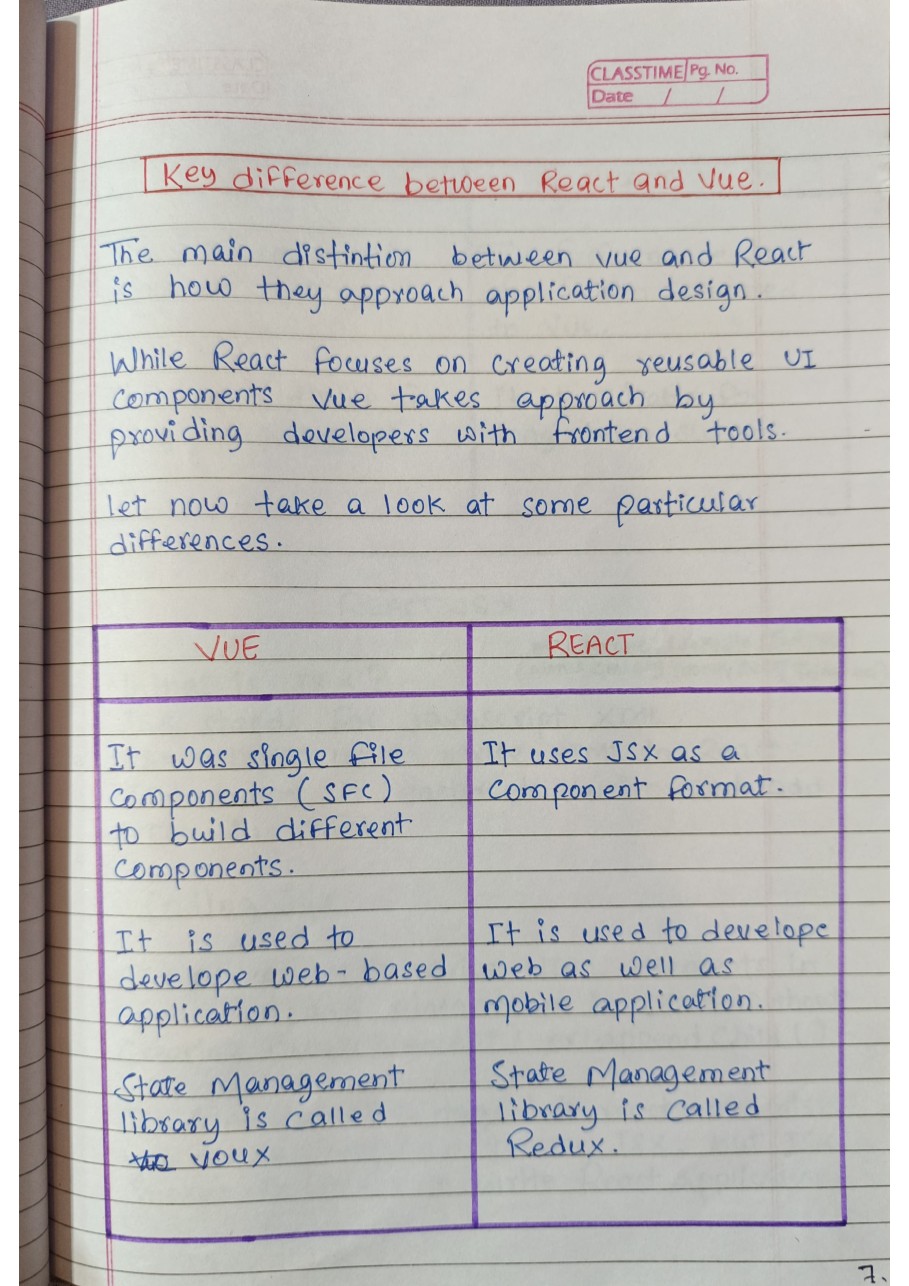 CLASSTIME Pg. No.
Date / /
Key difference between React and Vue.
The main distintion between vue and React
is how they approach application design.
While React focuses on creating reusable UI
components vue takes approach by
providing developers with frontend tools.
let now take a look at some particular
differences.
VUE
REACT
It was single file
components (SFC)
to build different
components.
It uses JSX as a
component format.
It is used to
develope web-based
application.
It is used to develope
web as well as
mobile application.
State Management
library is called
voux
State Management
library is called
Redux.
7.